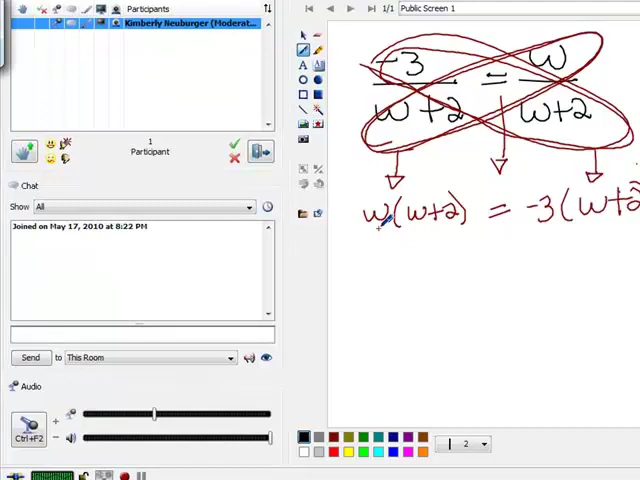 Participants
Kimberly Neuburger (Moderat...
1
Participant
Chat
Show All
Joined on May 17, 2010 at 8:22 PM
Send to This Room
Audio
Ctrl+F2
1/1 Public Screen 1
A
-3 = w
w+2 w+2
w(w+2) = -3(w+2
2